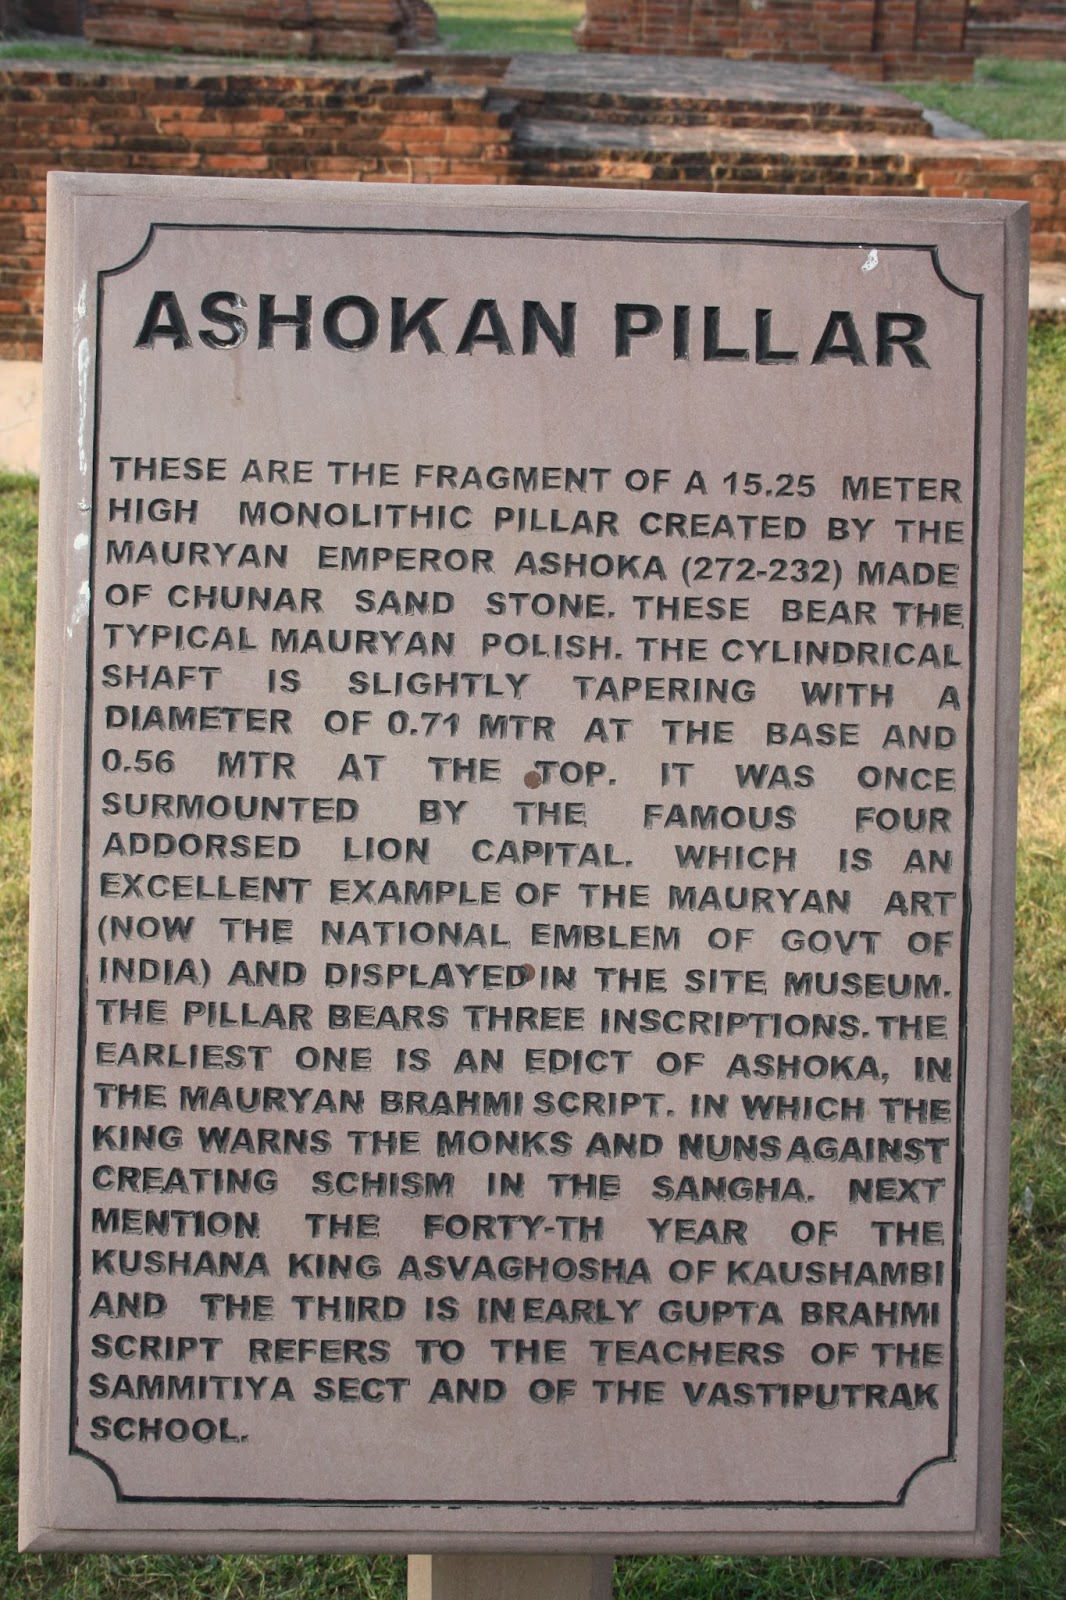 ASHOKAN PILLAR
THESE ARE THE FRAGMENT OF A 15.25 METER
HIGH MONOLITHIC PILLAR CREATED BY THE
MAURYAN EMPEROR ASHOKA (272-232) MADE
OF CHUNAR SAND STONE. THESE BEAR THE
TYPICAL MAURYAN POLISH. THE CYLINDRICAL
SHAFT IS SLIGHTLY TAPERING WITH A
DIAMETER OF 0.71 MTR AT THE BASE AND
0.56 MTR AT THE TOP. IT WAS ONCE
SURMOUNTED BY THE FAMOUS FOUR
ADDORSED LION CAPITAL. WHICH IS AN
EXCELLENT EXAMPLE OF THE MAURYAN ART
(NOW THE NATIONAL EMBLEM OF GOVT OF
INDIA) AND DISPLAYED IN THE SITE MUSEUM.
THE PILLAR BEARS THREE INSCRIPTIONS. THE
EARLIEST ONE IS AN EDICT OF ASHOKA, IN
THE MAURYAN BRAHMI SCRIPT. IN WHICH THE
KING WARNS THE MONKS AND NUNS AGAINST
CREATING SCHISM IN THE SANGHA. NEXT
MENTION THE FORTY-TH YEAR OF THE
KUSHANA KING ASVAGHOSHA OF KAUSHAMBI
AND THE THIRD IS IN EARLY GUPTA BRAHMI
SCRIPT REFERS TO THE TEACHERS OF THE
SAMMITIYA SECT AND OF THE VASTIPUTRAK
SCHOOL.